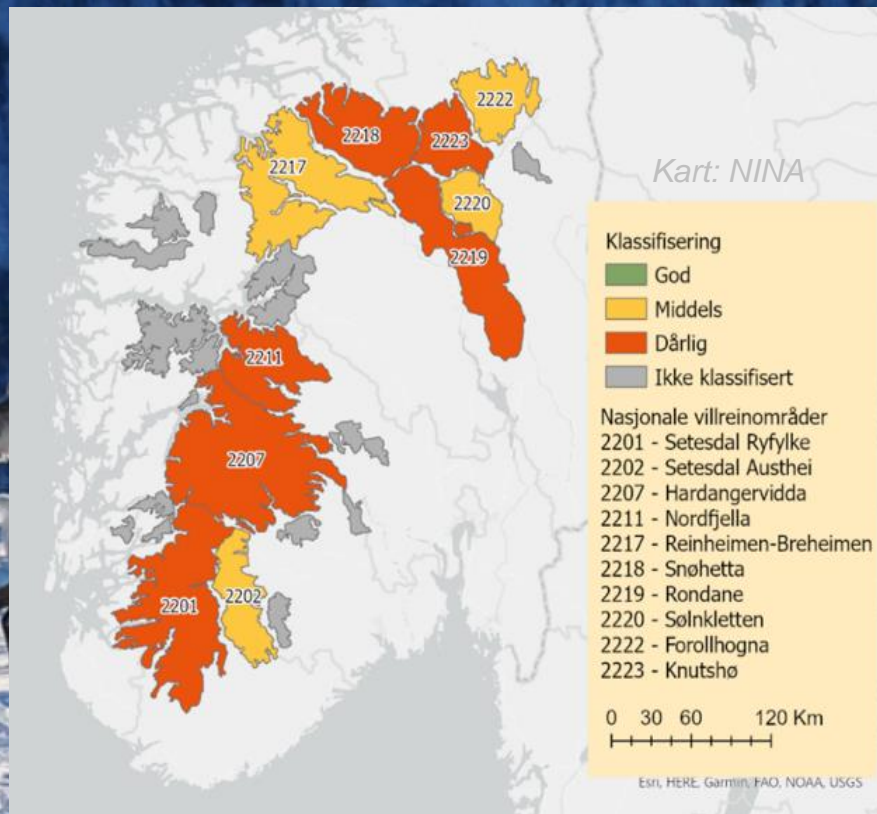 2222
2218
2223
2217
Kart: NINA
2220
2219
2211
2207
2201
2202
Klassifisering
God
Middels
Dårlig
Ikke klassifisert
Nasjonale villreinområder
2201 - Setesdal Ryfylke
2202 - Setesdal Austhei
2207 - Hardangervidda
2211 - Nordfjella
2217 - Reinheimen-Breheimen
2218 - Snøhetta
2219 - Rondane
2220 - Sølnkletten
2222 - Forollhogna
2223 - Knutshø
0 30 60 120 Km
Esri, HERE, Garmin, FAO, NOAA, USGS